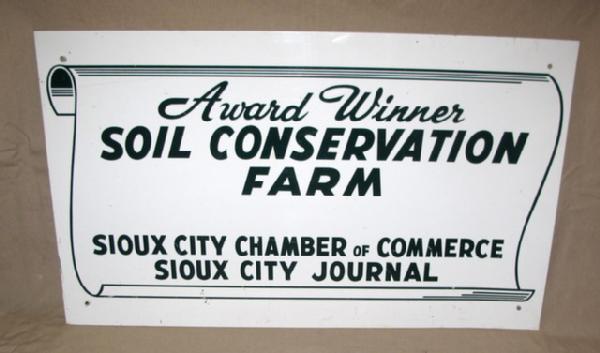 Award Winner
SOIL CONSERVATION
FARM
SIOUX CITY CHAMBER OF COMMERCE
SIOUX CITY JOURNAL